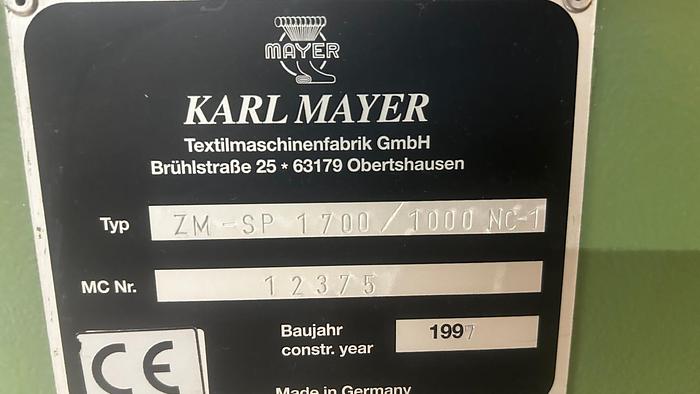 MAYER
KARL MAYER
Textilmaschinenfabrik GmbH
Brühlstraße 25 * 63179 Obertshausen
Typ ZM-SP 1700/1000 NC-1
MC Nr. 12375
Baujahr
constr. year 1997
CE
Made in Germany